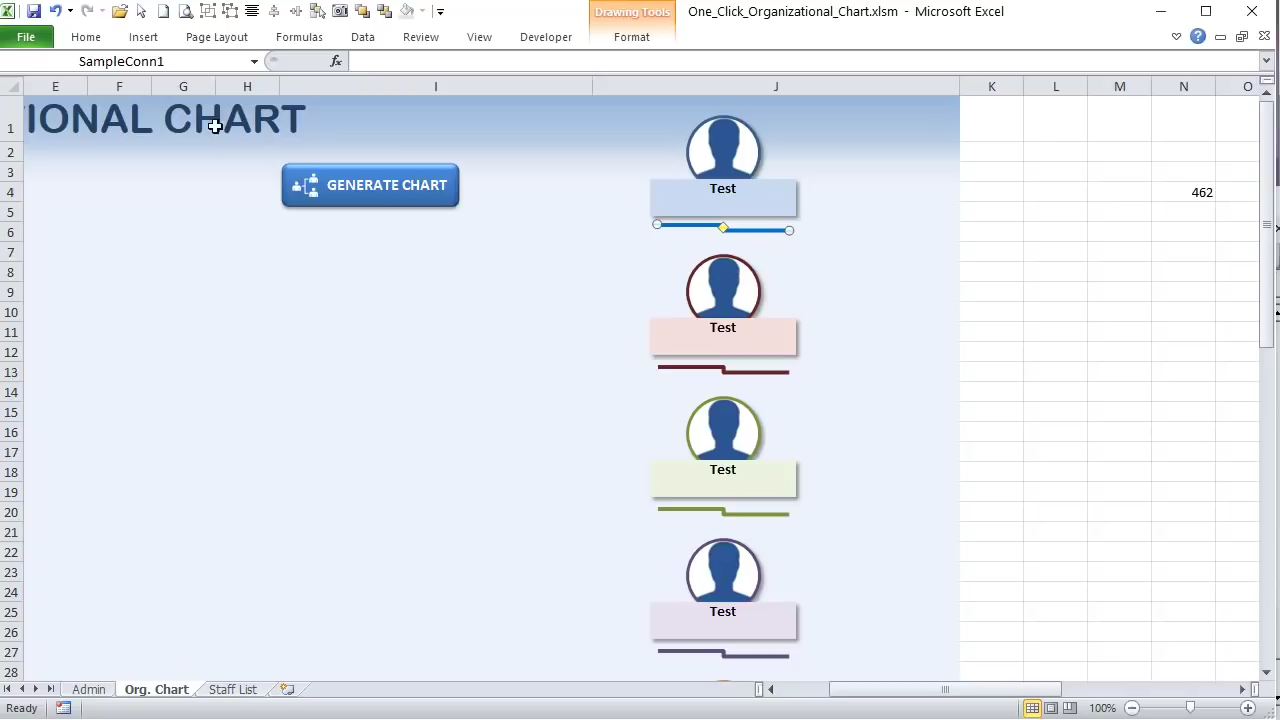 Drawing Tools
One_Click_Organizational_Chart.xlsm - Microsoft Excel
File Home Insert Page Layout Formulas Data Review View Developer Format
SampleConn1 fx
E F G H I J K L M N O
IONAL CHART
GENERATE CHART
Test
462
Test
Test
Test
1
2
3
4
5
6
7
8
9
10
11
12
13
14
15
16
17
18
19
20
21
22
23
24
25
26
27
28
Admin Org. Chart Staff List
Ready 100%